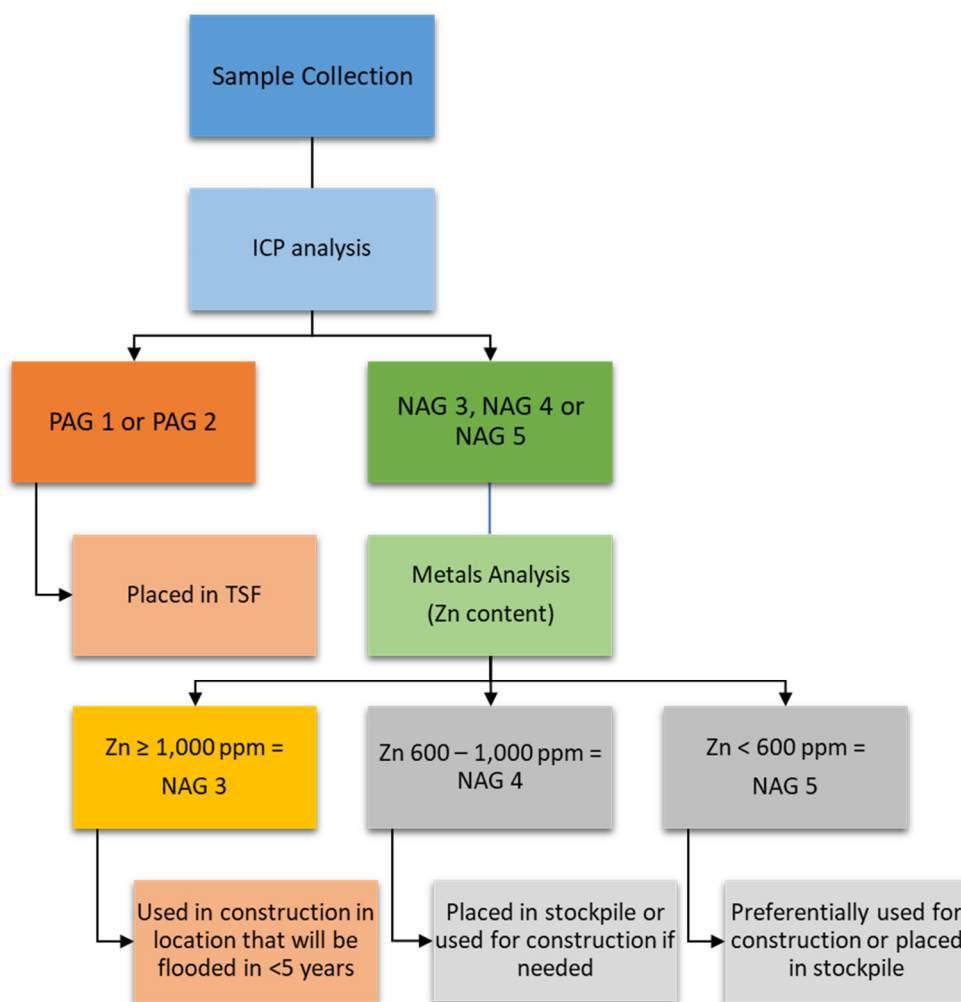 Sample Collection
ICP analysis
PAG 1 or PAG 2
NAG 3, NAG 4 or
NAG 5
Placed in TSF
Metals Analysis
(Zn content)
Zn ≥ 1,000 ppm =
NAG 3
Zn 600 – 1,000 ppm =
NAG 4
Zn < 600 ppm =
NAG 5
Used in construction in
location that will be
flooded in <5 years
Placed in stockpile or
used for construction if
needed
Preferentially used for
construction or placed
in stockpile